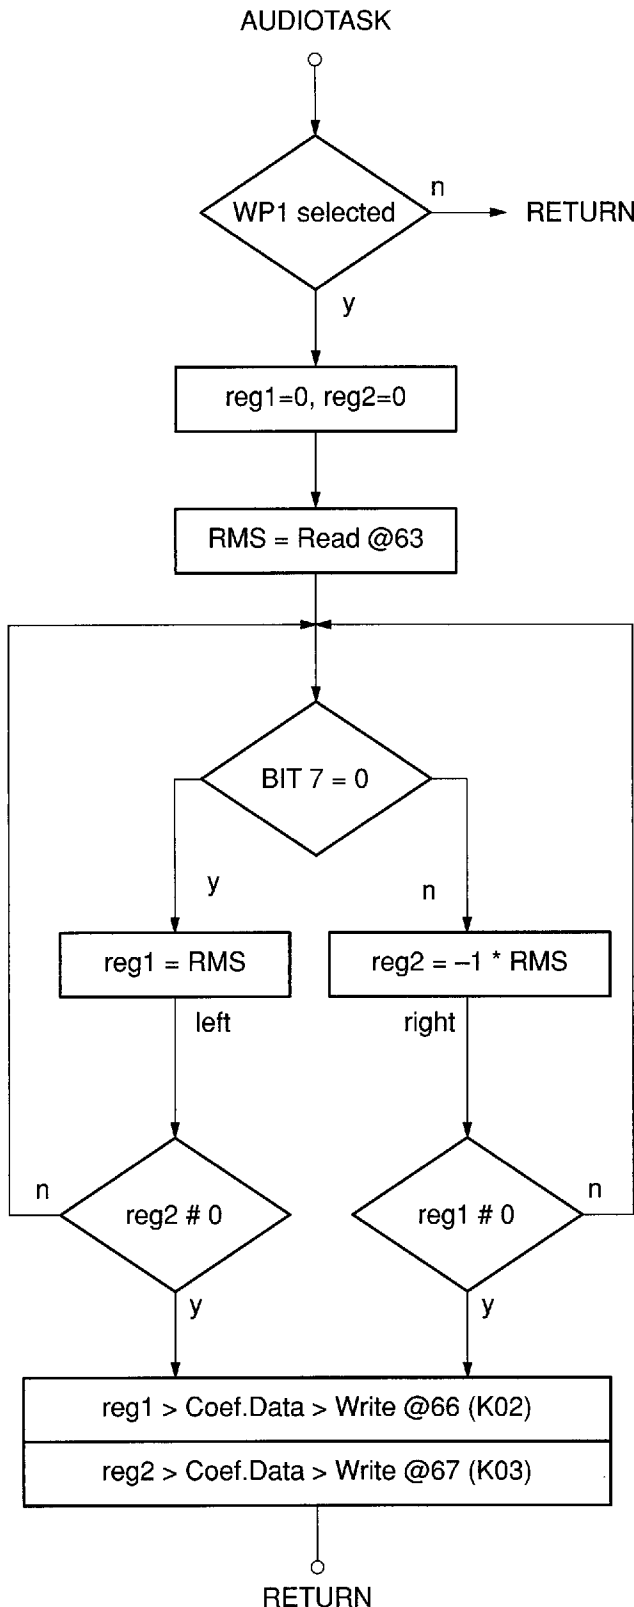 AUDIOTASK
WP1 selected
n
RETURN
y
reg1=0, reg2=0
RMS = Read @63
BIT 7 = 0
y
n
reg1 = RMS
reg2 = –1 * RMS
left
right
n
reg2 # 0
reg1 # 0
n
y
y
reg1 > Coef.Data > Write @66 (K02)
reg2 > Coef.Data > Write @67 (K03)
RETURN